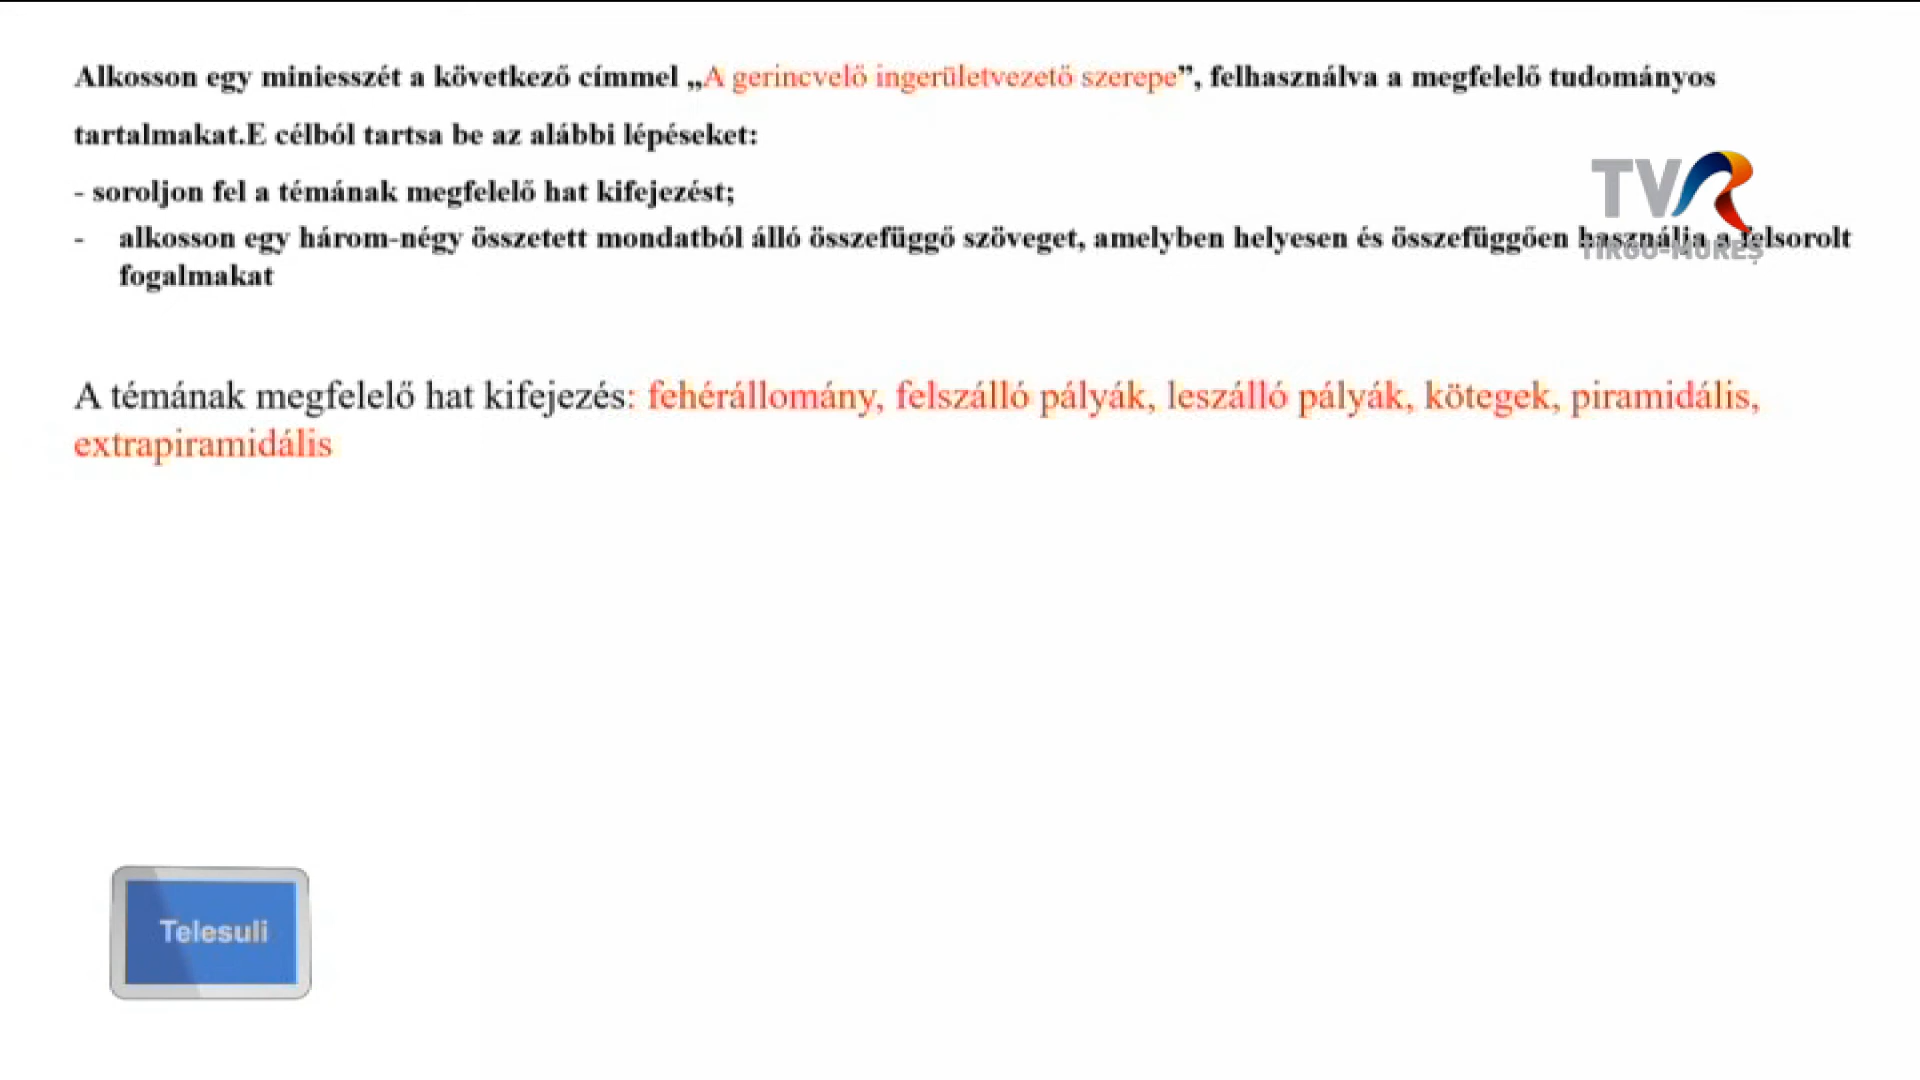 Alkosson egy miniesszét a következő címmel „A gerincvelő ingerületvezető szerepe”, felhasználva a megfelelő tudományos
tartalmakat.E célból tartsa be az alábbi lépéseket:
- soroljon fel a témának megfelelő hat kifejezést;
- alkosson egy három-négy összetett mondatból álló összefüggő szöveget, amelyben helyesen és összefüggően használja a felsorolt
fogalmakat
TVR
TÎRGU-MUREȘ
A témának megfelelő hat kifejezés: fehérállomány, felszálló pályák, leszálló pályák, kötegek, piramidális,
extrapiramidális
Telesuli